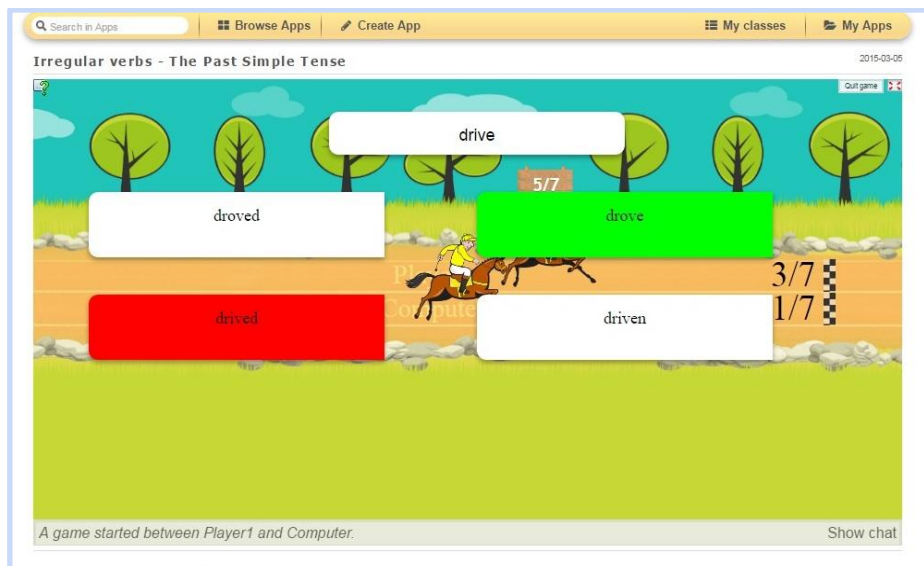 Search in Apps Browse Apps Create App My classes My Apps
Irregular verbs - The Past Simple Tense 2015-03-05
Quit game
drive
5/7
droved drove
3/7
Computer 1/7
drived driven
A game started between Player1 and Computer. Show chat